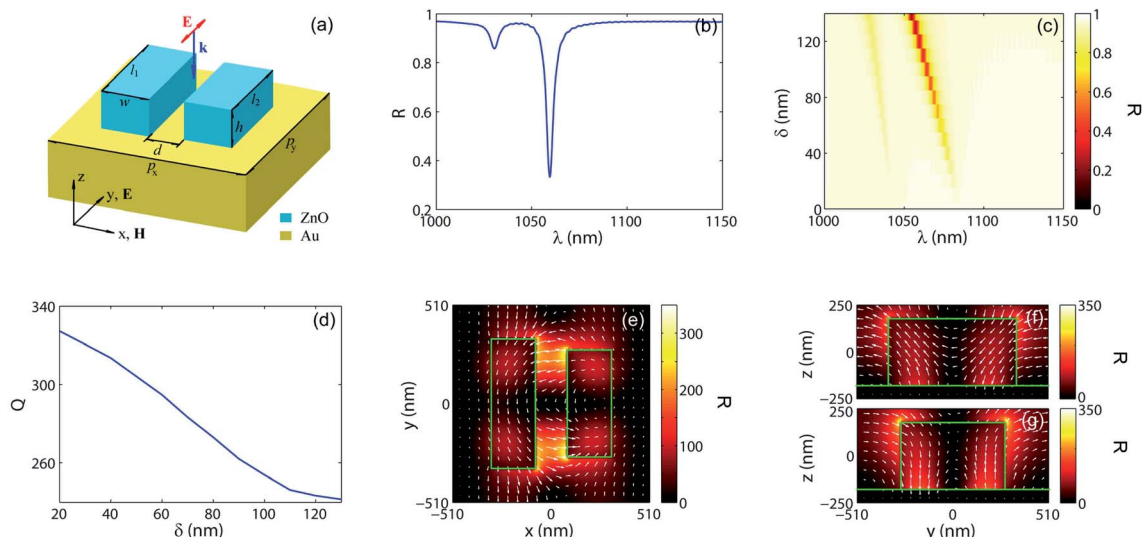 (a)
E
k
l1
w
l2
h
d
px
py
z
y, E
x, H
ZnO
Au
(b)
R
1
0.8
0.6
0.4
0.2
1000 1050 1100 1150
λ (nm)
(c)
δ (nm)
120
80
40
0
1000 1050 1100 1150
λ (nm)
1
0.8
0.6
0.4
0.2
0
R
(d)
Q
340
320
300
280
260
240
20 40 60 80 100 120
δ (nm)
(e)
y (nm)
510
0
−510
−510 0 510
x (nm)
300
200
100
0
R
(f)
z (nm)
250
0
−250
350
0
R
(g)
z (nm)
250
0
−250
−510 0 510
y (nm)
350
0
R